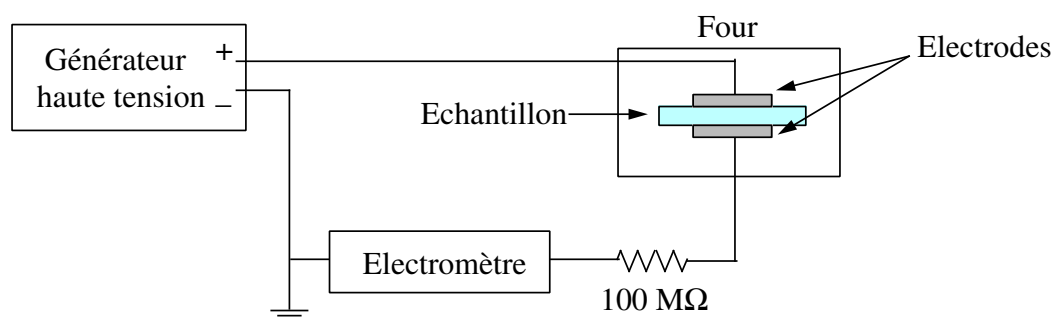 Four
Electrodes
Générateur +
haute tension _
Echantillon
Electromètre
100 MΩ